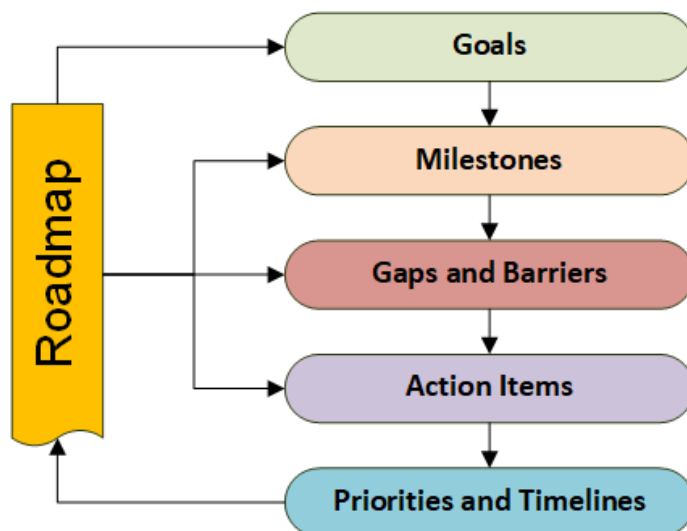 Roadmap
Goals
Milestones
Gaps and Barriers
Action Items
Priorities and Timelines